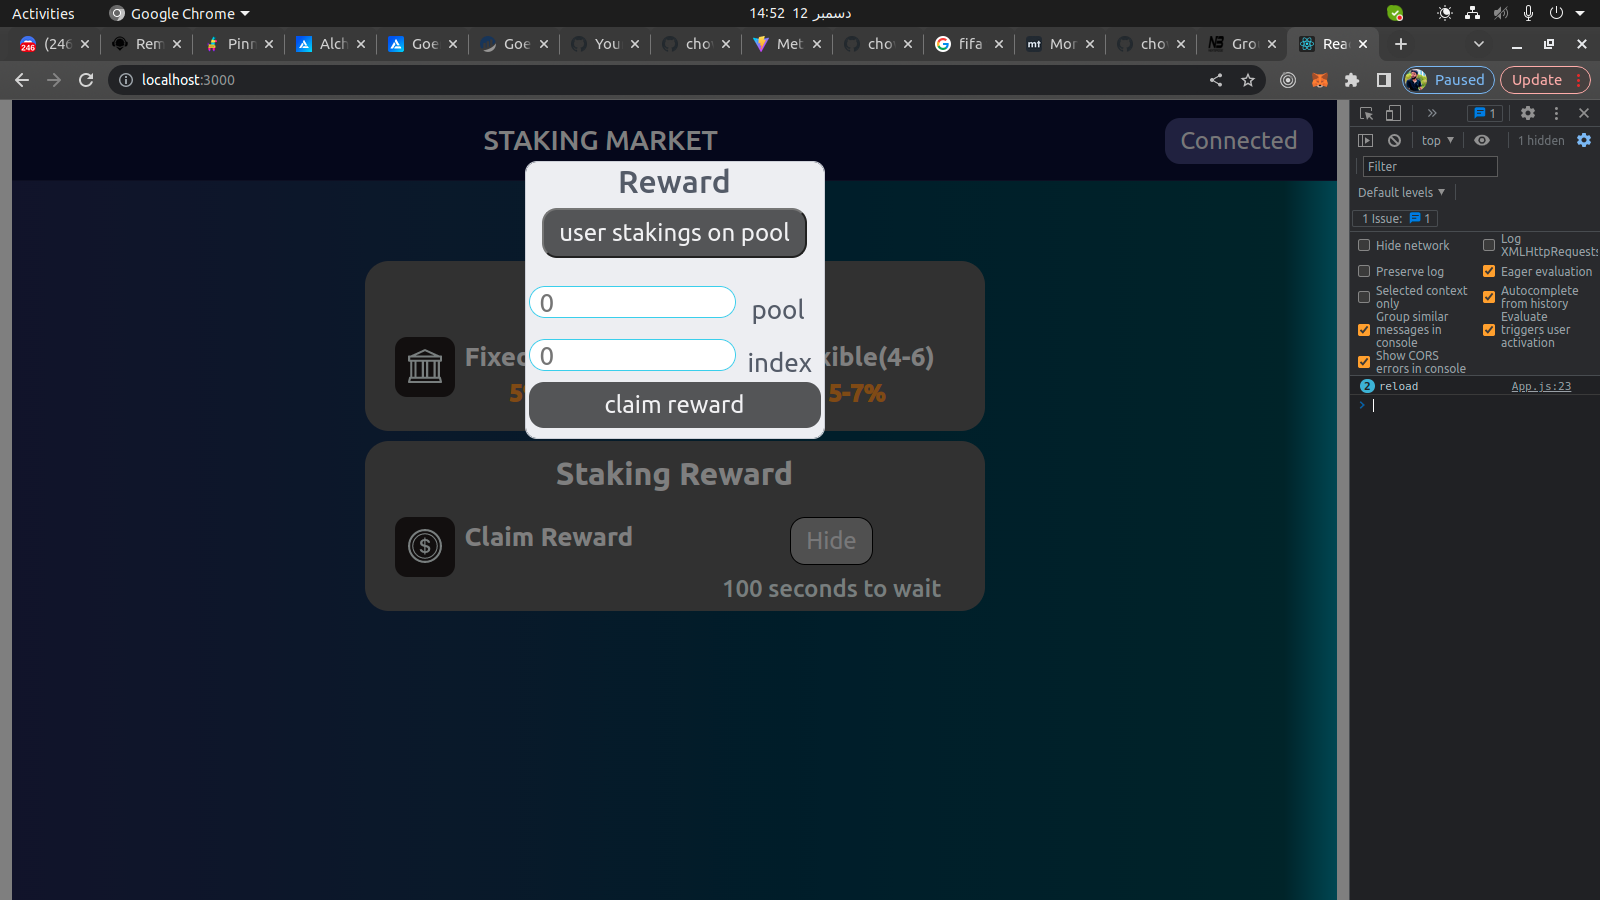 Activities
Google Chrome
14:52 12 دسمبر
(246
Rem
Pinn
Alch
Goe
Goe
You
cho
Met
cho
fifa
mt
Mor
cho
Gro
Rea
localhost:3000
Paused
Update
STAKING MARKET
Connected
Reward
user stakings on pool
0
pool
0
index
claim reward
Fixed
xible(4-6)
5
5-7%
Staking Reward
Claim Reward
Hide
100 seconds to wait
1
top
1 hidden
Filter
Default levels
1 Issue: 1
Hide network
Log XMLHttpRequests
Preserve log
Eager evaluation
Selected context only
Autocomplete from history
Group similar messages in console
Evaluate triggers user activation
Show CORS errors in console
2 reload App.js:23